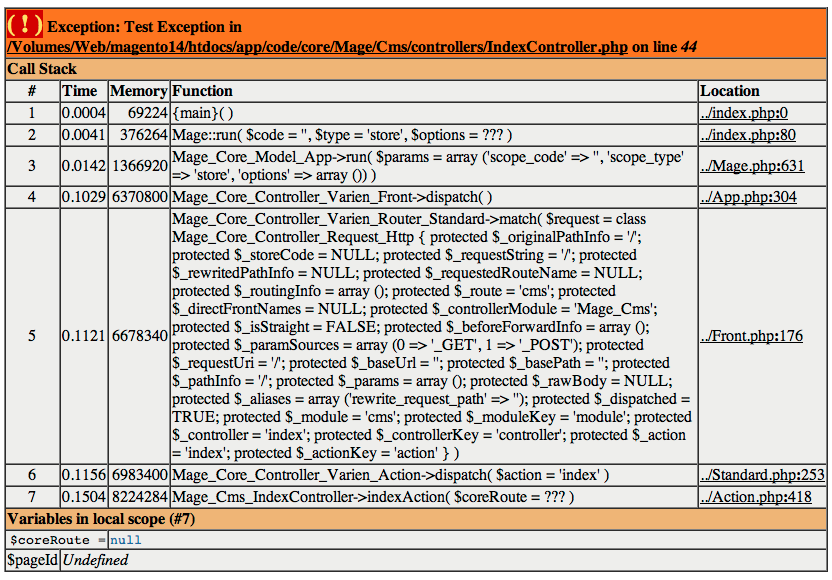 ( ! ) Exception: Test Exception in
/Volumes/Web/magento14/htdocs/app/code/core/Mage/Cms/controllers/IndexController.php on line 44
Call Stack
# Time Memory Function Location
1 0.0004 69224 {main}( ) ../index.php:0
2 0.0041 376264 Mage::run( $code = '', $type = 'store', $options = ??? ) ../index.php:80
3 0.0142 1366920 Mage_Core_Model_App->run( $params = array ('scope_code' => '', 'scope_type'
=> 'store', 'options' => array ()) ) ../Mage.php:631
4 0.1029 6370800 Mage_Core_Controller_Varien_Front->dispatch( ) ../App.php:304
5 0.1121 6678340 Mage_Core_Controller_Varien_Router_Standard->match( $request = class
Mage_Core_Controller_Request_Http { protected $_originalPathInfo = '/';
protected $_storeCode = NULL; protected $_requestString = '/'; protected
$_rewritedPathInfo = NULL; protected $_requestedRouteName = NULL;
protected $_routingInfo = array (); protected $_route = 'cms'; protected
$_directFrontNames = NULL; protected $_controllerModule = 'Mage_Cms';
protected $_isStraight = FALSE; protected $_beforeForwardInfo = array ();
protected $_paramSources = array (0 => '_GET', 1 => '_POST'); protected
$_requestUri = '/'; protected $_baseUrl = ''; protected $_basePath = ''; protected
$_pathInfo = '/'; protected $_params = array (); protected $_rawBody = NULL;
protected $_aliases = array ('rewrite_request_path' => ''); protected $_dispatched =
TRUE; protected $_module = 'cms'; protected $_moduleKey = 'module'; protected
$_controller = 'index'; protected $_controllerKey = 'controller'; protected $_action
= 'index'; protected $_actionKey = 'action' } ) ../Front.php:176
6 0.1156 6983400 Mage_Core_Controller_Varien_Action->dispatch( $action = 'index' ) ../Standard.php:253
7 0.1504 8224284 Mage_Cms_IndexController->indexAction( $coreRoute = ??? ) ../Action.php:418
Variables in local scope (#7)
$coreRoute = null
$pageId Undefined